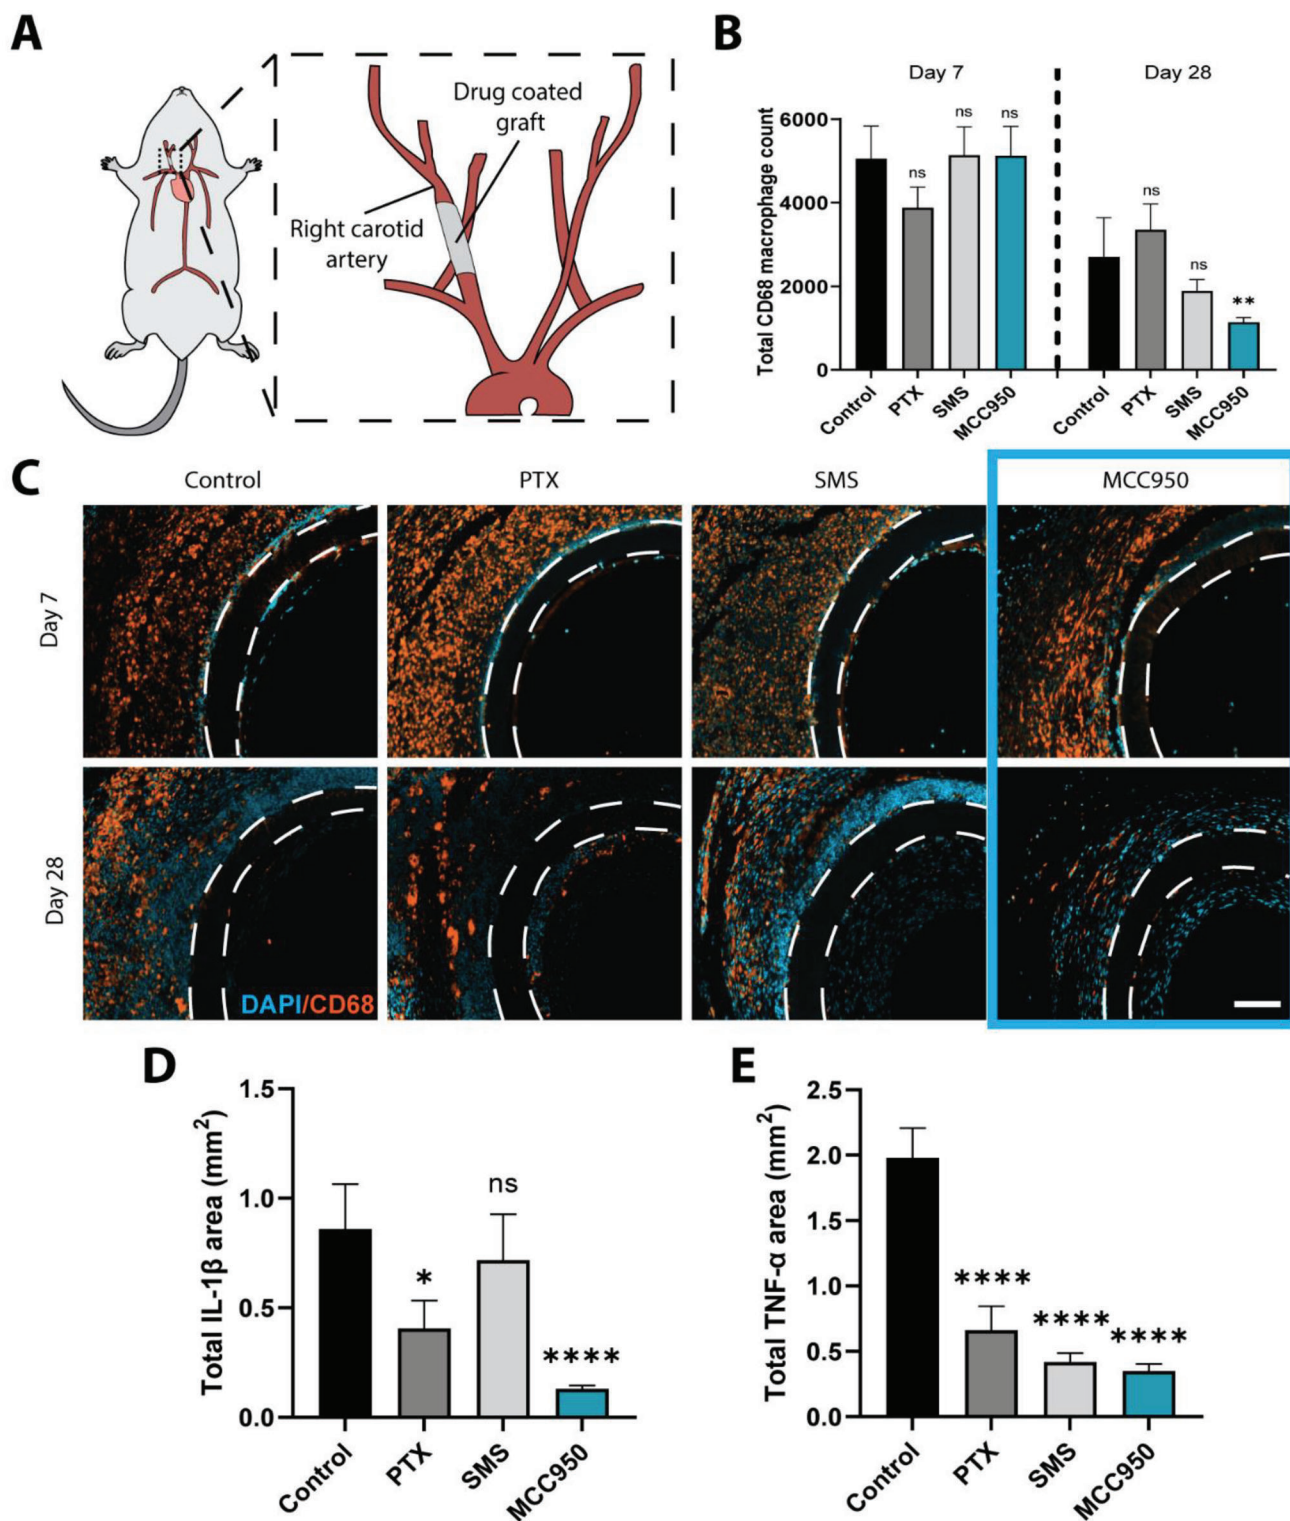 A
Drug coated
graft
Right carotid
artery
B
Day 7
Day 28
Total CD68 macrophage count
6000
4000
2000
0
ns
ns
ns
ns
ns
**
Control
PTX
SMS
MCC950
Control
PTX
SMS
MCC950
C
Control
PTX
SMS
MCC950
Day 7
Day 28
DAPI/CD68
D
Total IL-1β area (mm²)
1.5
1.0
0.5
0.0
*
ns
****
Control
PTX
SMS
MCC950
E
Total TNF-α area (mm²)
2.5
2.0
1.5
1.0
0.5
0.0
****
****
****
Control
PTX
SMS
MCC950